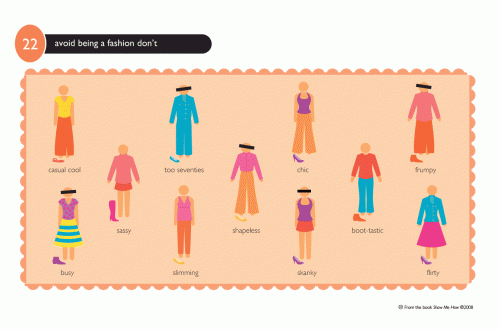 22
avoid being a fashion don't
casual cool
too seventies
chic
frumpy
sassy
shapeless
boot-tastic
busy
slimming
skanky
flirty
From the book Show Me How ©2008